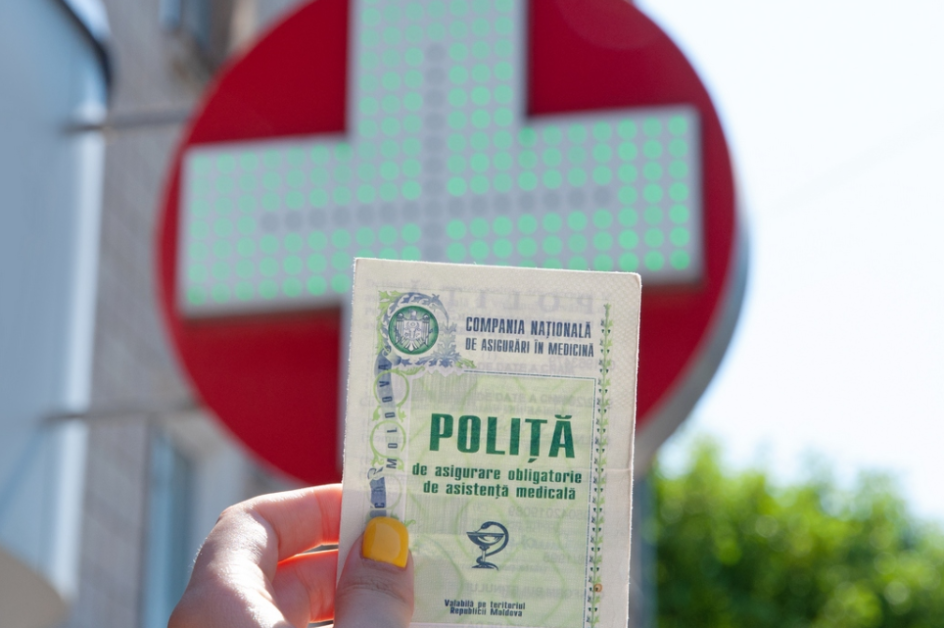 COMPANIA NAȚIONALĂ
DE ASIGURĂRI ÎN MEDICINĂ
MOLDOVA
POLIȚĂ
de asigurare obligatorie
de asistență medicală
Valabilă pe teritoriul
Republicii Moldova